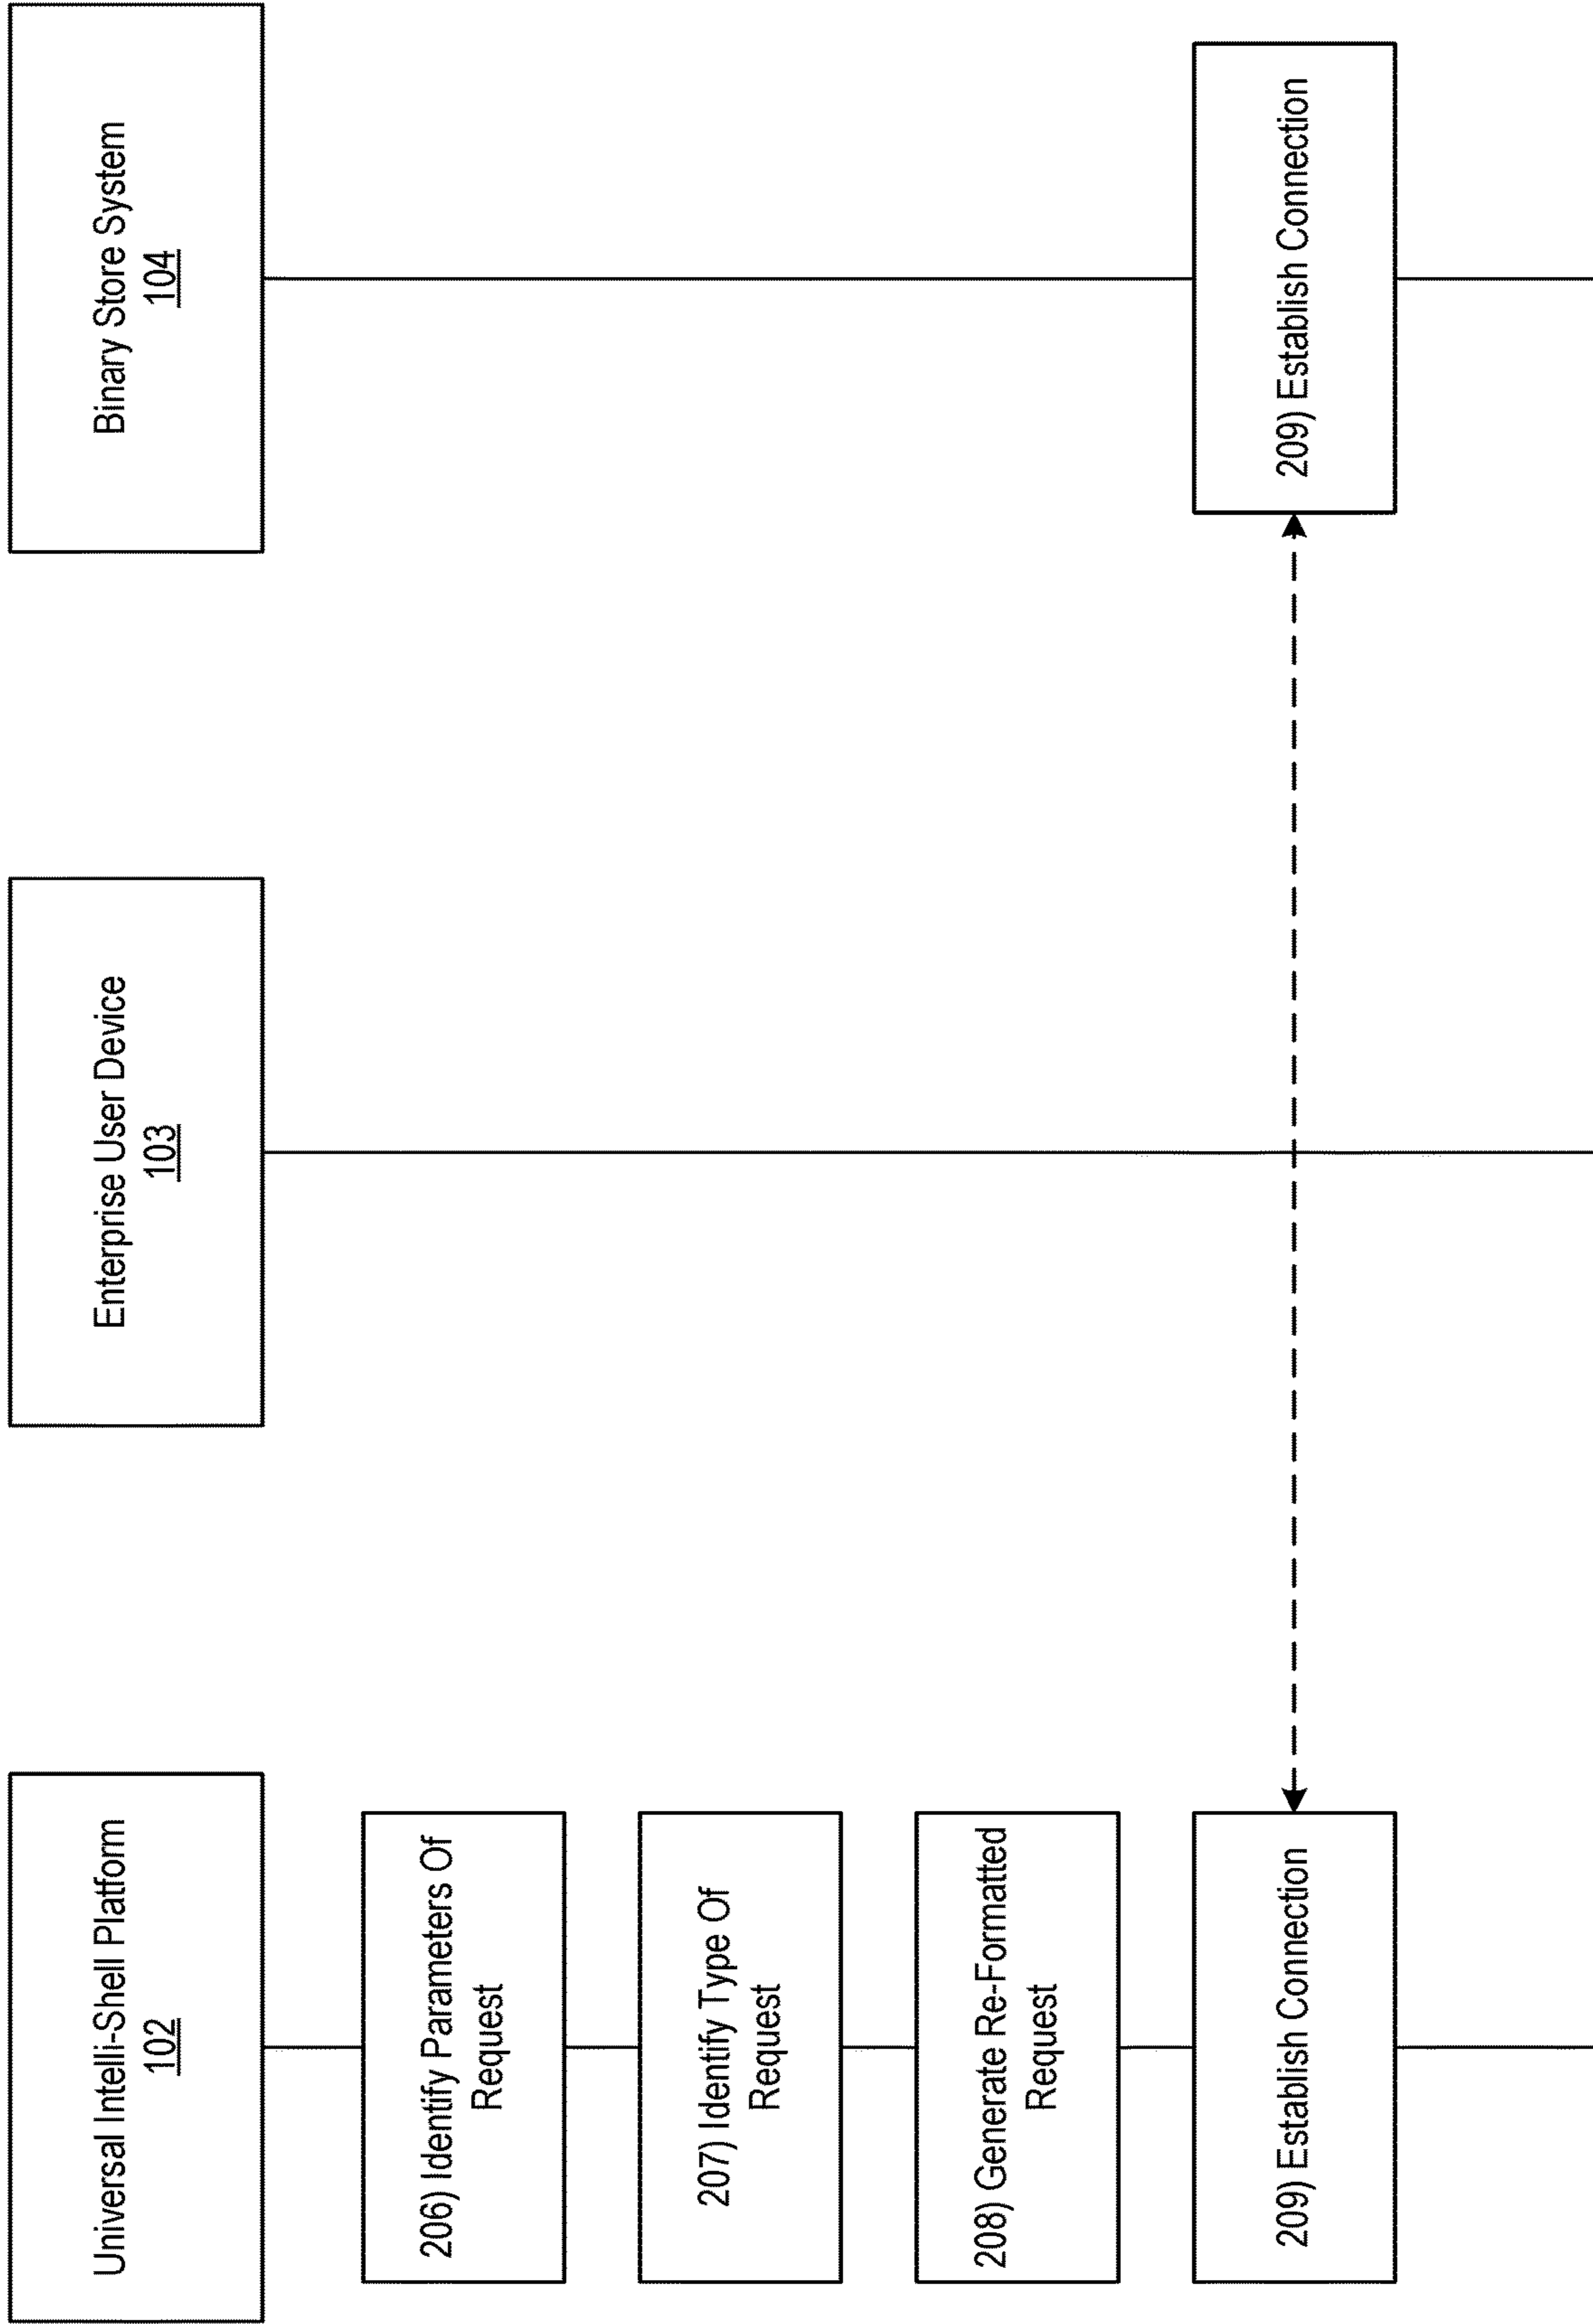 Universal Intelli-Shell Platform
102
Enterprise User Device
103
Binary Store System
104
206) Identify Parameters Of
Request
207) Identify Type Of
Request
208) Generate Re-Formatted
Request
209) Establish Connection
209) Establish Connection